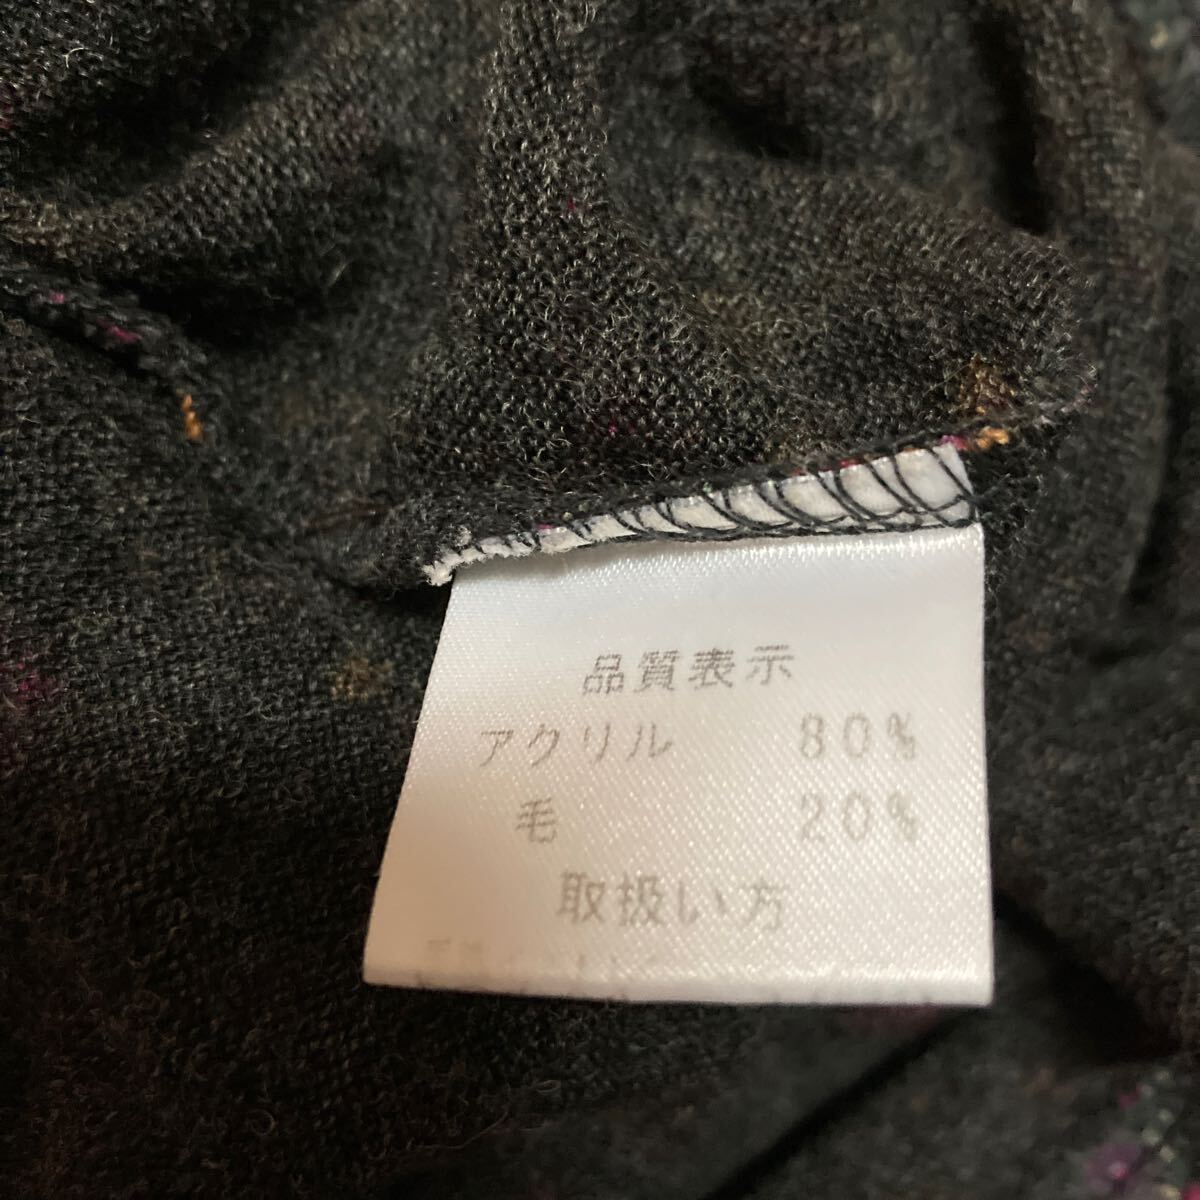 品質表示
アクリル 80%
毛 20%
取扱い方